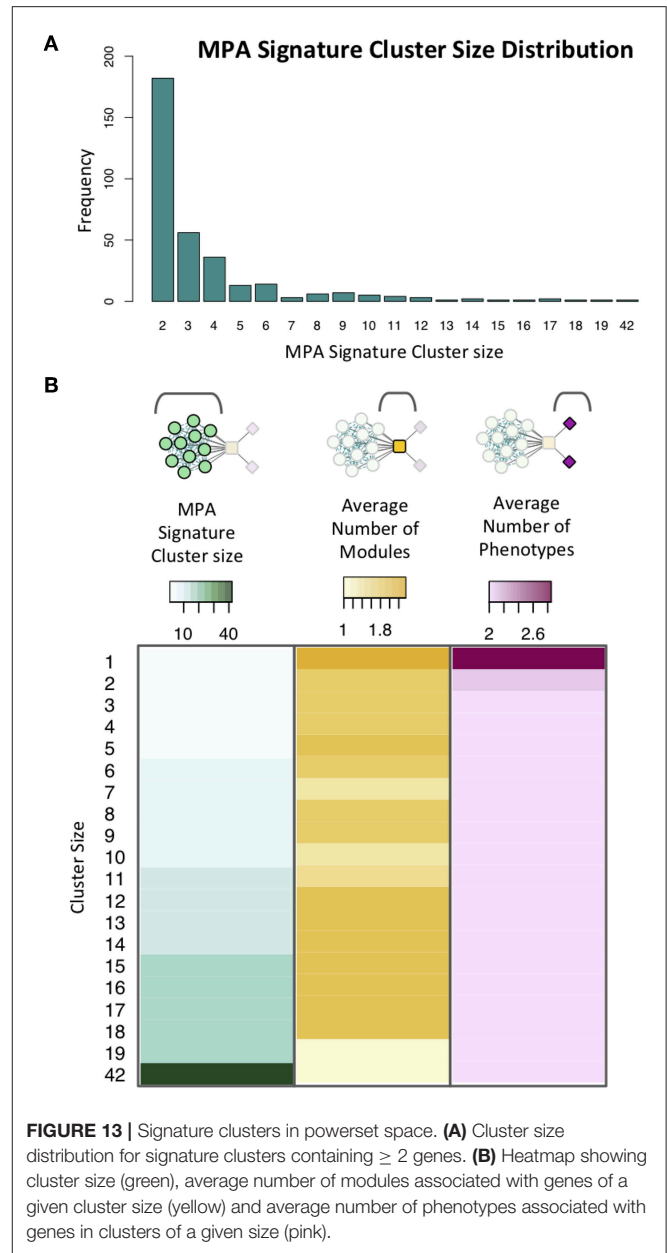 A
MPA Signature Cluster Size Distribution
200
150
100
50
0
Frequency
2 3 4 5 6 7 8 9 10 11 12 13 14 15 16 17 18 19 42
MPA Signature Cluster size
B
MPA
Signature
Cluster size
Average
Number of
Modules
Average
Number of
Phenotypes
10 40
1 1.8
2 2.6
Cluster Size
1
2
3
4
5
6
7
8
9
10
11
12
13
14
15
16
17
18
19
42
FIGURE 13 | Signature clusters in powerset space. (A) Cluster size
distribution for signature clusters containing ≥ 2 genes. (B) Heatmap showing
cluster size (green), average number of modules associated with genes of a
given cluster size (yellow) and average number of phenotypes associated with
genes in clusters of a given size (pink).